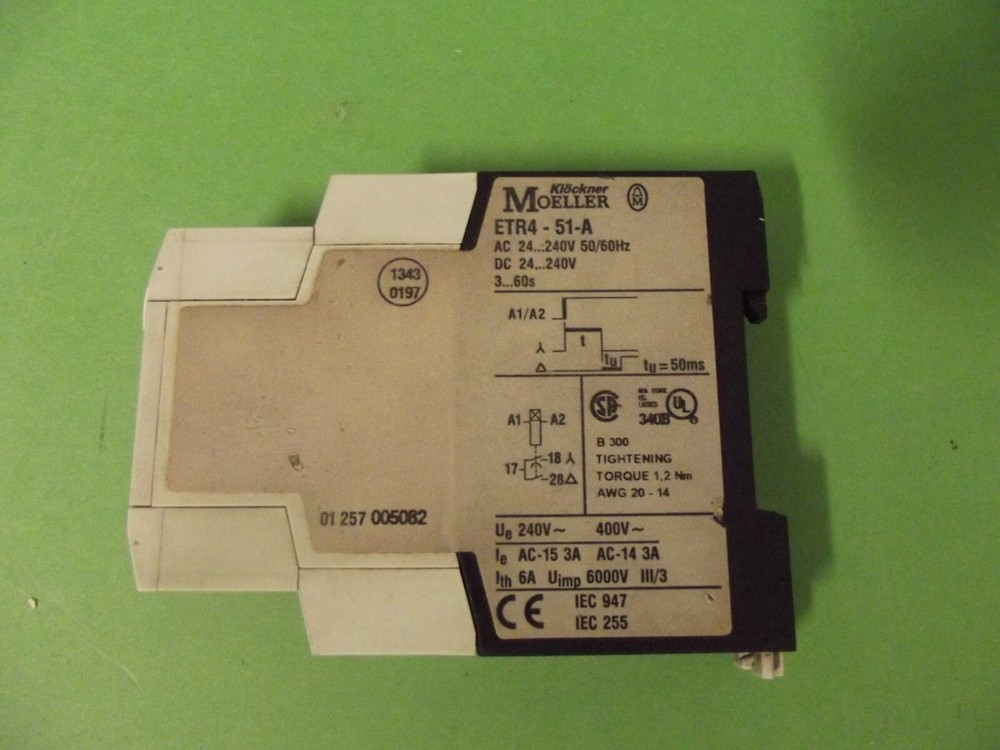 Klöckner
MOELLER
ETR4 - 51-A
AC 24...240V 50/60Hz
DC 24...240V
3...60s
1343
0197
A1/A2
t
tu
tu = 50ms
A1 A2
17 18
28
SA
UL
LISTED
340B
B 300
TIGHTENING
TORQUE 1,2 Nm
AWG 20 - 14
01 257 005082
Ue 240V~ 400V~
Ie AC-15 3A AC-14 3A
Ith 6A Uimp 6000V III/3
CE
IEC 947
IEC 255